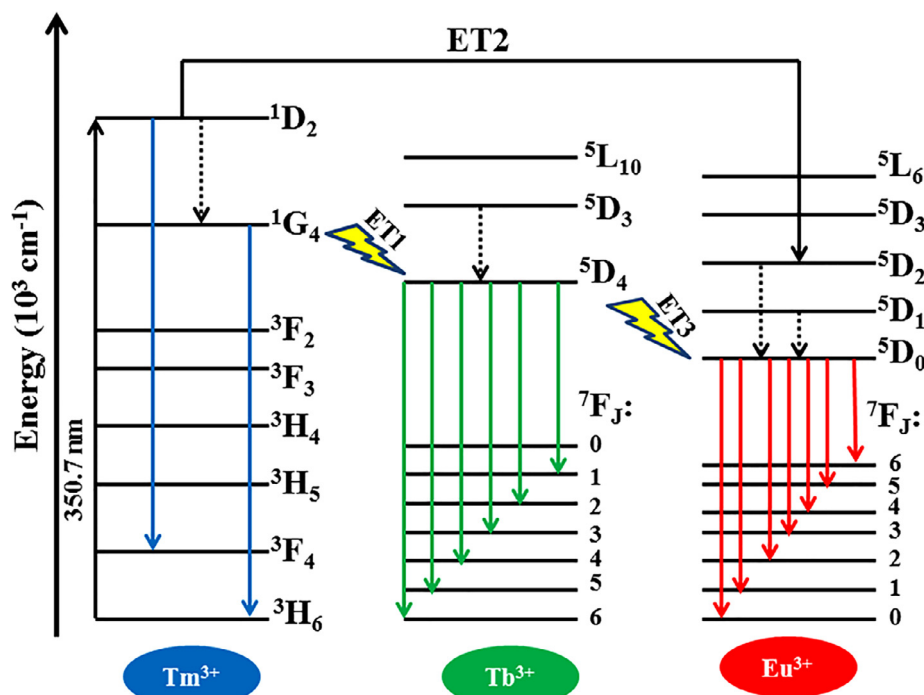 ET2
Energy (10³ cm⁻¹)
350.7 nm
¹D₂
¹G₄
³F₂
³F₃
³H₄
³H₅
³F₄
³H₆
ET1
⁵L₁₀
⁵D₃
⁵D₄
⁷F_J:
0
1
2
3
4
5
6
ET3
⁵L₆
⁵D₃
⁵D₂
⁵D₁
⁵D₀
⁷F_J:
6
5
4
3
2
1
0
Tm³⁺
Tb³⁺
Eu³⁺